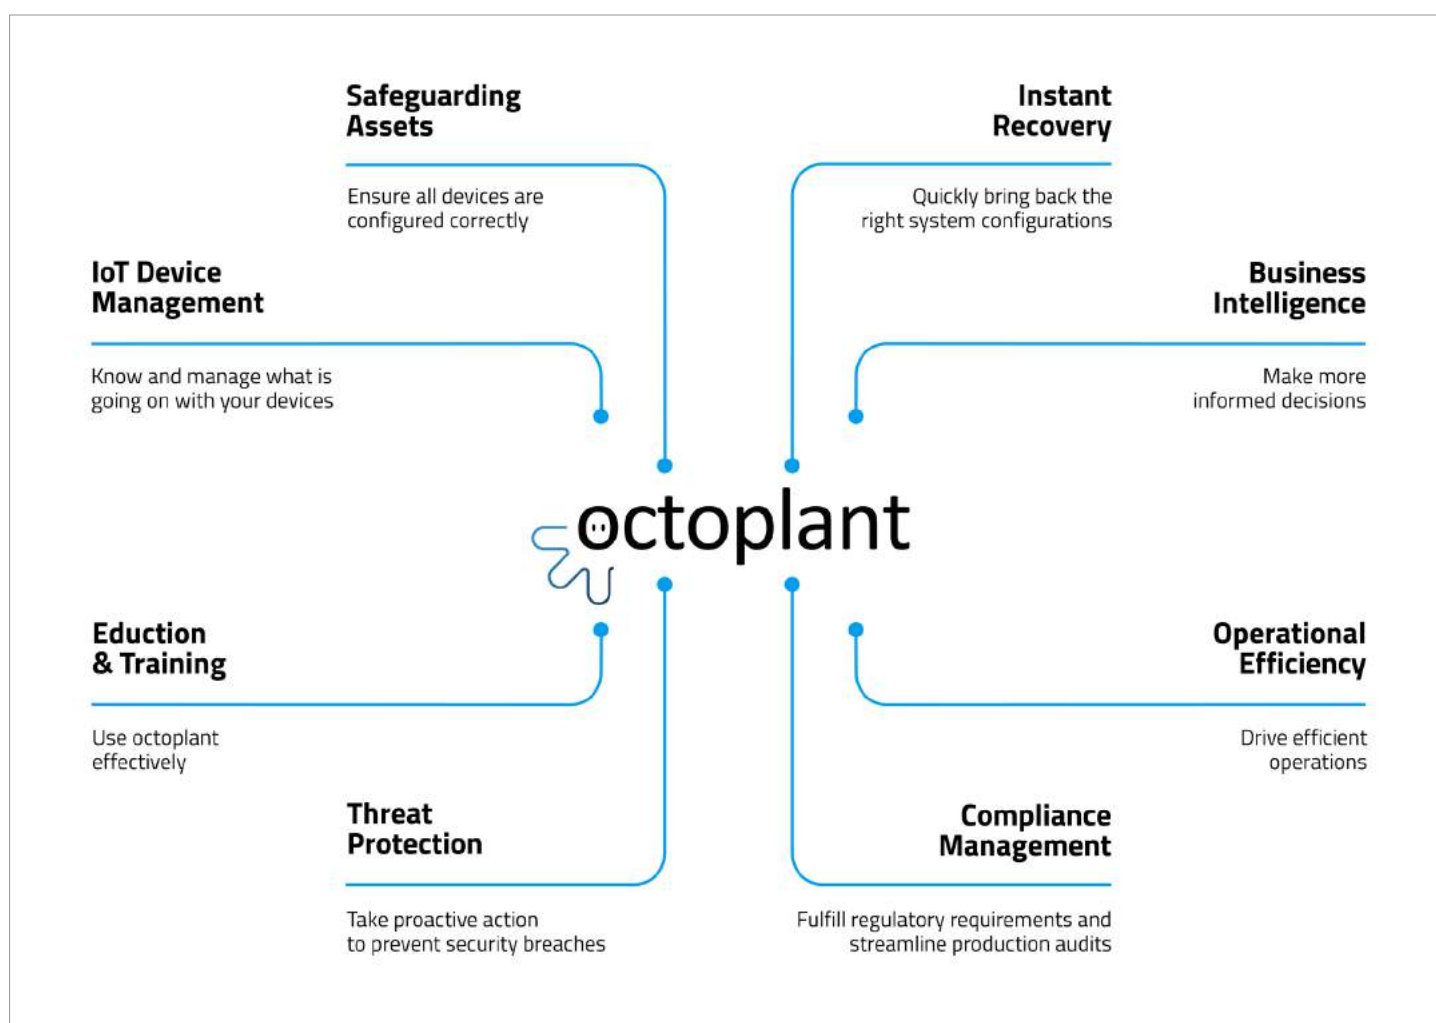 Safeguarding
Assets
Ensure all devices are
configured correctly
Instant
Recovery
Quickly bring back the
right system configurations
IoT Device
Management
Know and manage what is
going on with your devices
Business
Intelligence
Make more
informed decisions
octoplant
Eduction
& Training
Use octoplant
effectively
Operational
Efficiency
Drive efficient
operations
Threat
Protection
Take proactive action
to prevent security breaches
Compliance
Management
Fulfill regulatory requirements and
streamline production audits